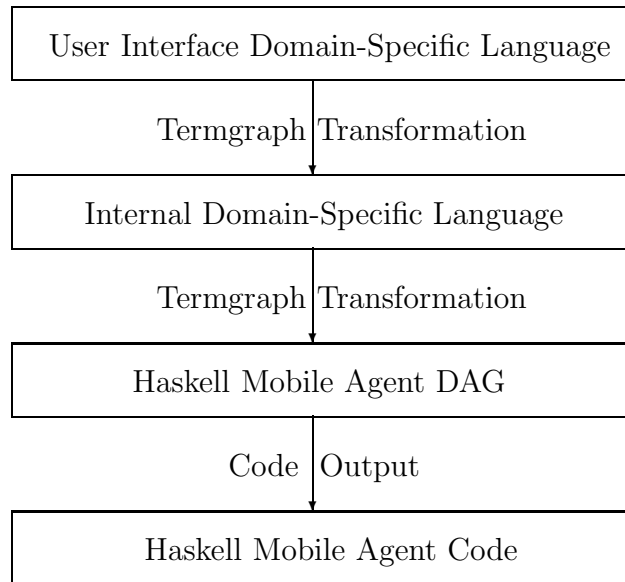 User Interface Domain-Specific Language
Termgraph Transformation
Internal Domain-Specific Language
Termgraph Transformation
Haskell Mobile Agent DAG
Code Output
Haskell Mobile Agent Code